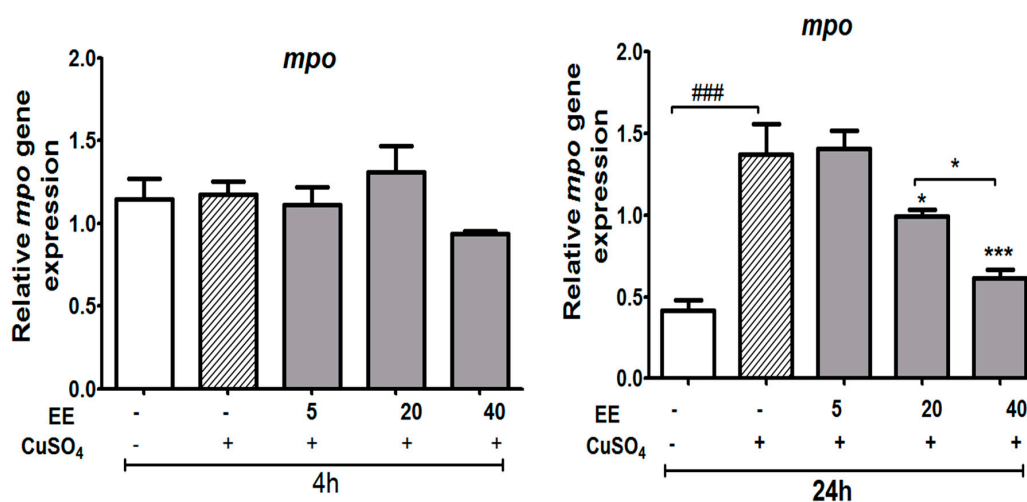 mpo
Relative mpo gene
expression
2.0
1.5
1.0
0.5
0.0
EE - - 5 20 40
CuSO4 - + + + +
4h
mpo
Relative mpo gene
expression
2.0
1.5
1.0
0.5
0.0
###
*
*
***
EE - - 5 20 40
CuSO4 - + + + +
24h